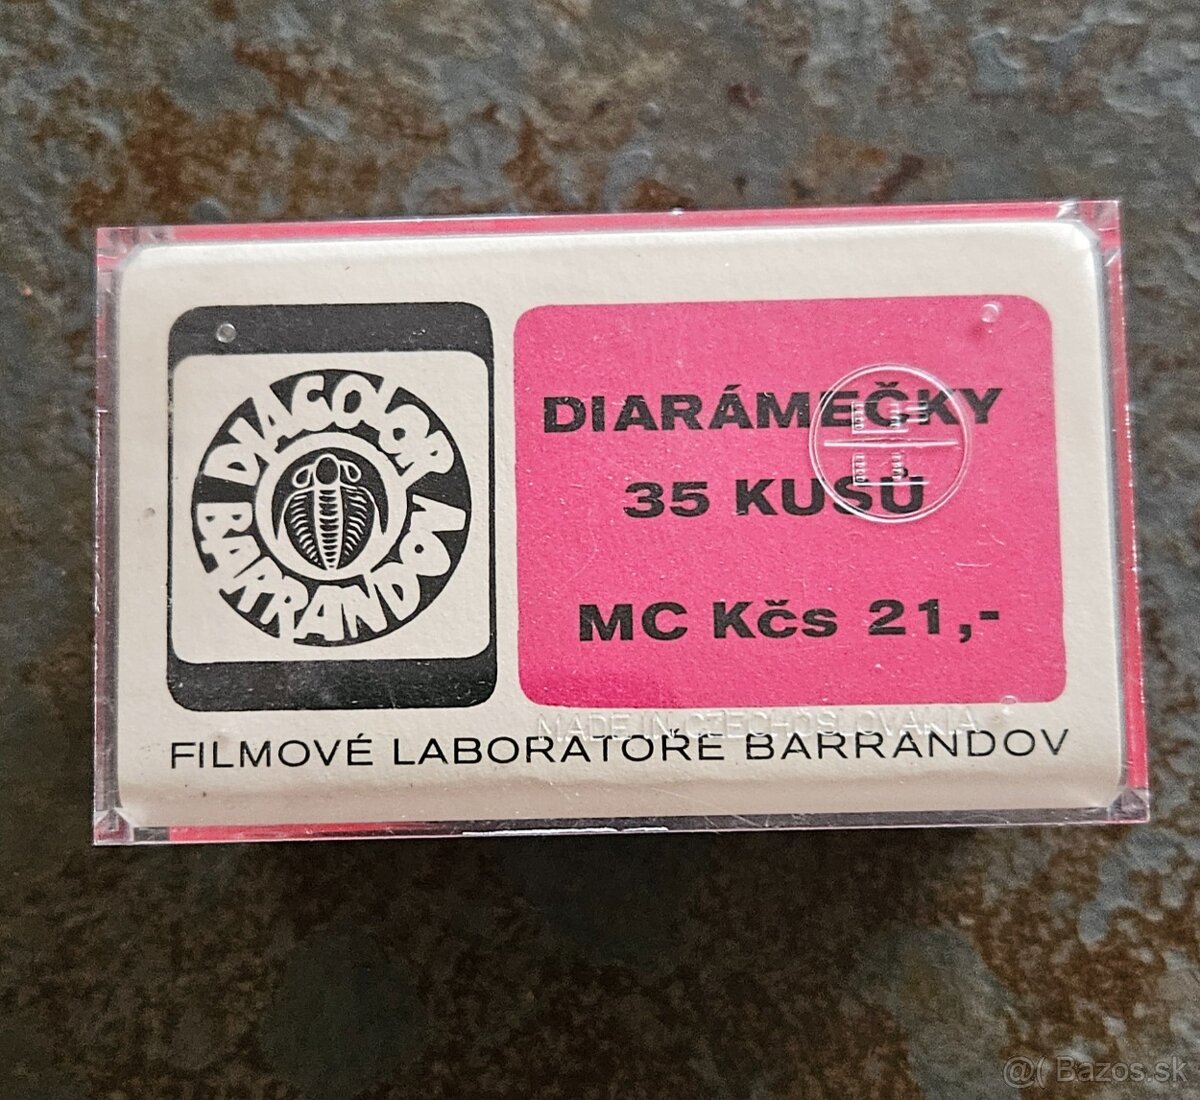 DIACOLOR
BARRANDOV
DIARÁMEČKY
35 KUSŮ
MC Kčs 21,-
MADE IN CZECHOSLOVAKIA
FILMOVÉ LABORATOŘE BARRANDOV
@( Bazos.sk